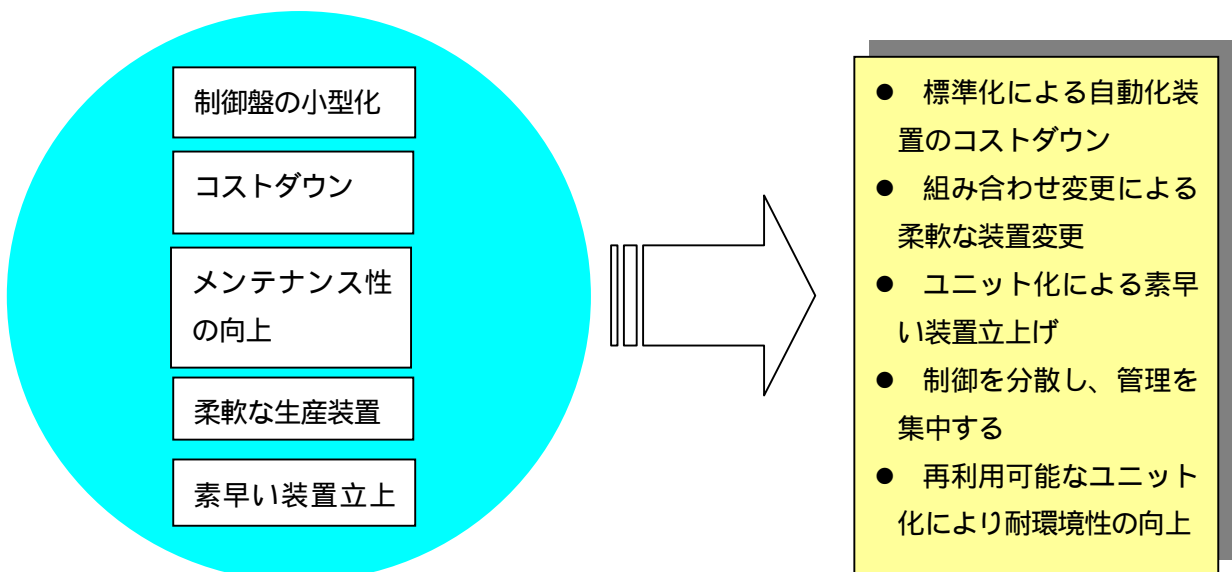 制御盤の小型化
コストダウン
メンテナンス性
の向上
柔軟な生産装置
素早い装置立上
● 標準化による自動化装
置のコストダウン
● 組み合わせ変更による
柔軟な装置変更
● ユニット化による素早
い装置立上げ
● 制御を分散し、管理を
集中する
● 再利用可能なユニット
化により耐環境性の向上